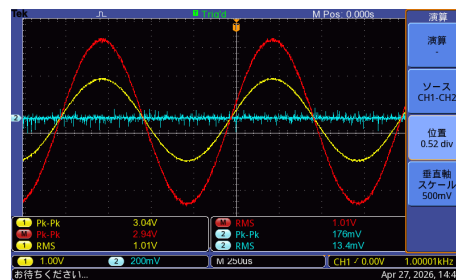 Tek Trig'd M Pos: 0.000s 演算
演算
-
ソース
CH1-CH2
位置
0.52 div
垂直軸
スケール
500mV
2
1 Pk-Pk 3.04V M RMS 1.01V
M Pk-Pk 2.94V 2 Pk-Pk 176mV
1 RMS 1.01V 2 RMS 13.4mV
1 1.00V 2 200mV M 250us CH1 0.00V 1.00001kHz
お待ちください... Apr 27, 2026, 14:4